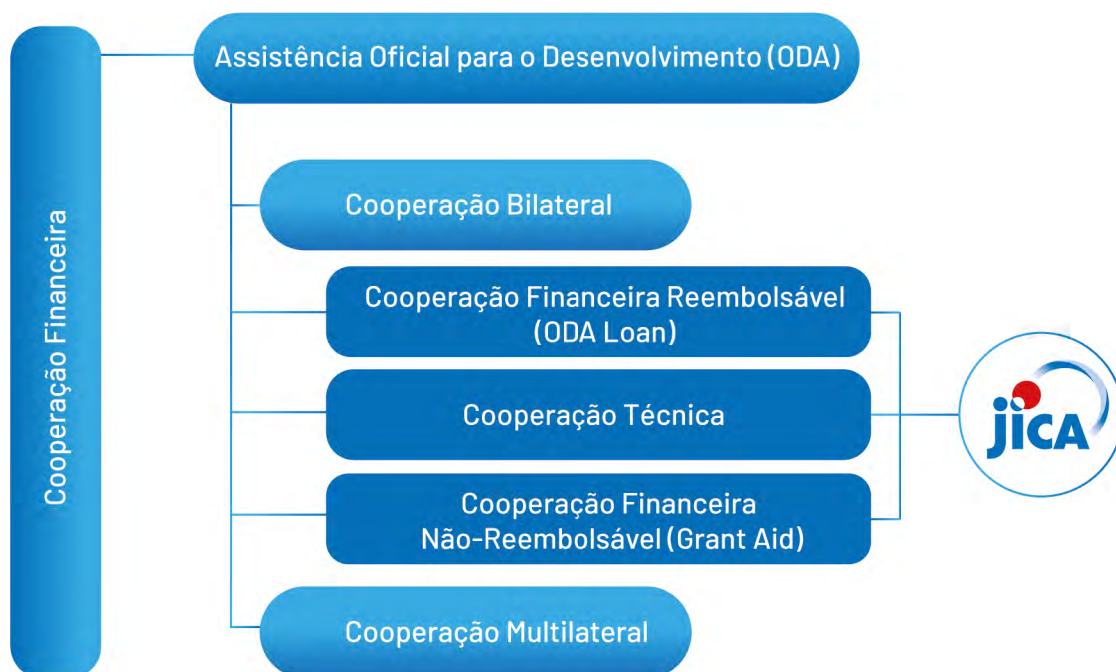 Cooperação Financeira
Assistência Oficial para o Desenvolvimento (ODA)
Cooperação Bilateral
Cooperação Financeira Reembolsável
(ODA Loan)
Cooperação Técnica
Cooperação Financeira
Não-Reembolsável (Grant Aid)
Cooperação Multilateral
jICA